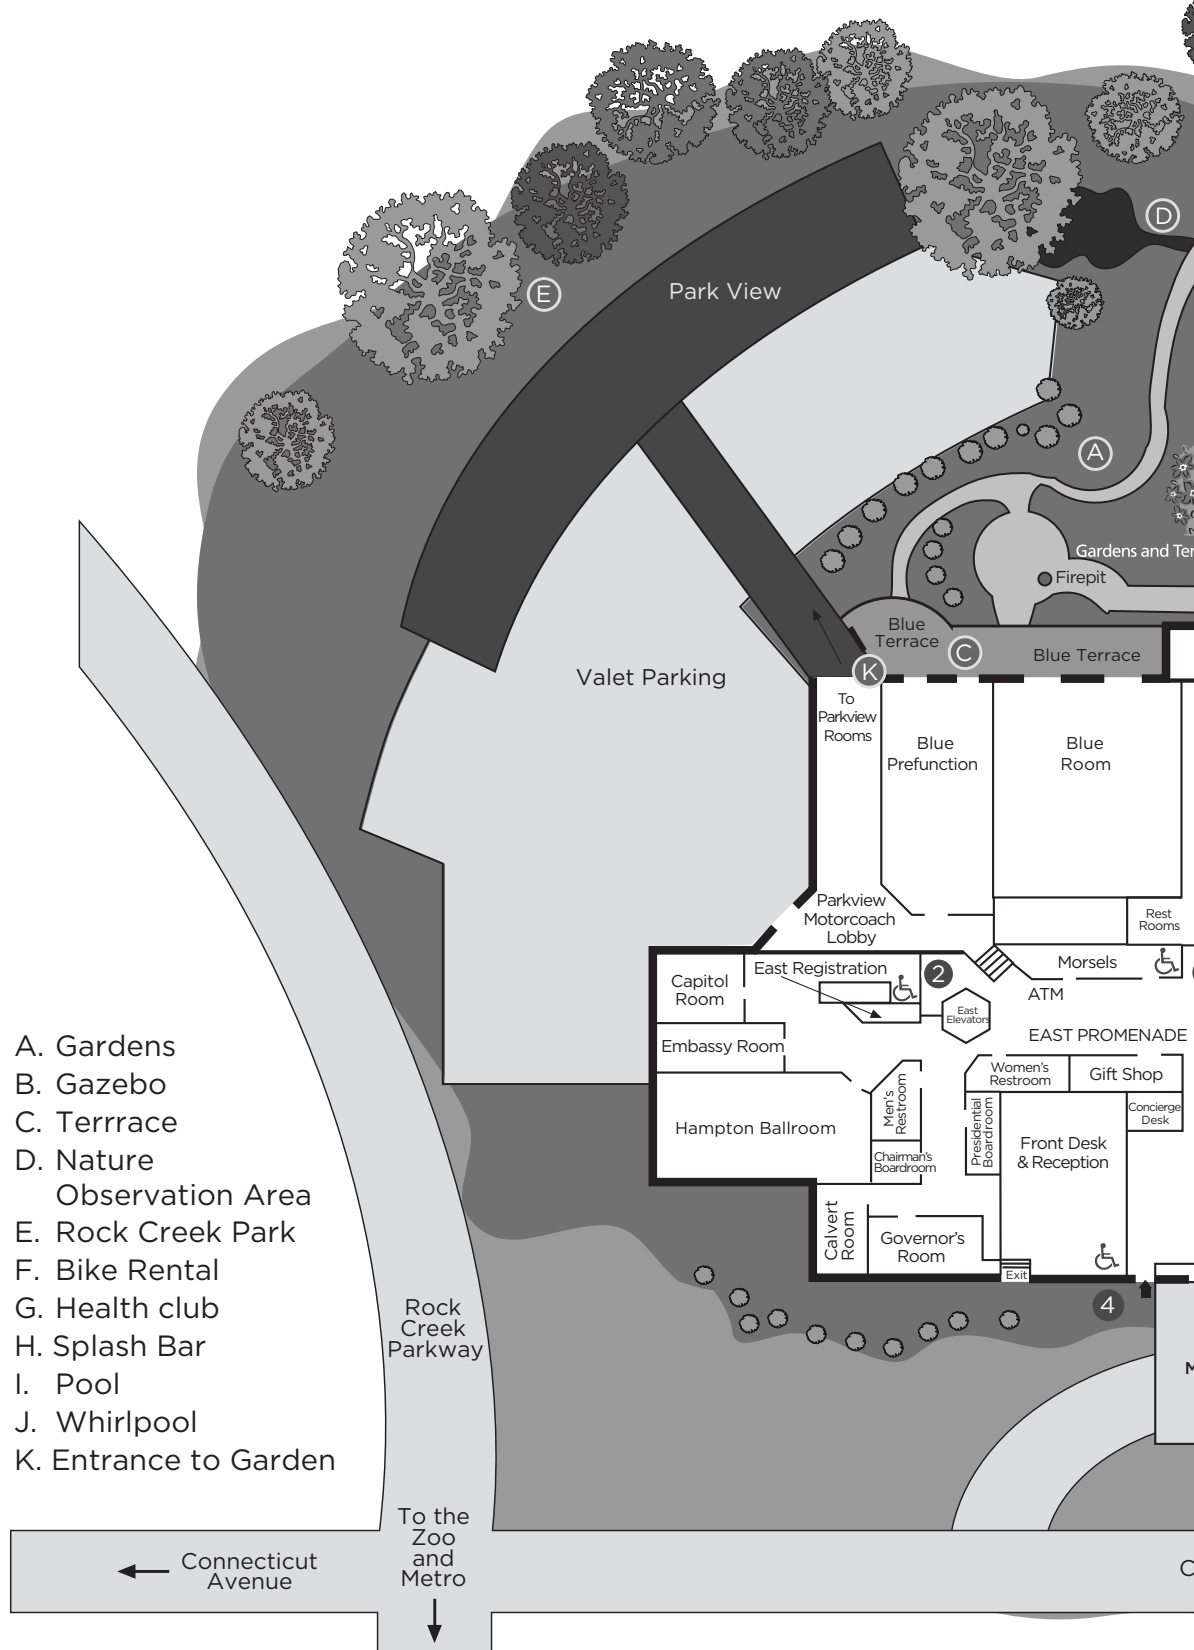 D
Park View
E
A
Gardens and Ter
Firepit
Blue
Terrace
C
Blue Terrace
K
Valet Parking
To
Parkview
Rooms
Blue
Prefunction
Blue
Room
Parkview
Motorcoach
Lobby
Rest
Rooms
Morsels
East Registration
2
Capitol
Room
ATM
East
Elevators
EAST PROMENADE
Embassy Room
Women's
Restroom
Gift Shop
Men's
Restroom
Presidential
Boardroom
Concierge
Desk
Hampton Ballroom
Front Desk
& Reception
Chairman's
Boardroom
Calvert
Room
Governor's
Room
Exit
4
M
A. Gardens
B. Gazebo
C. Terrrace
D. Nature
Observation Area
E. Rock Creek Park
F. Bike Rental
G. Health club
H. Splash Bar
I. Pool
J. Whirlpool
K. Entrance to Garden
Rock
Creek
Parkway
To the
Zoo
and
Metro
Connecticut
Avenue
C